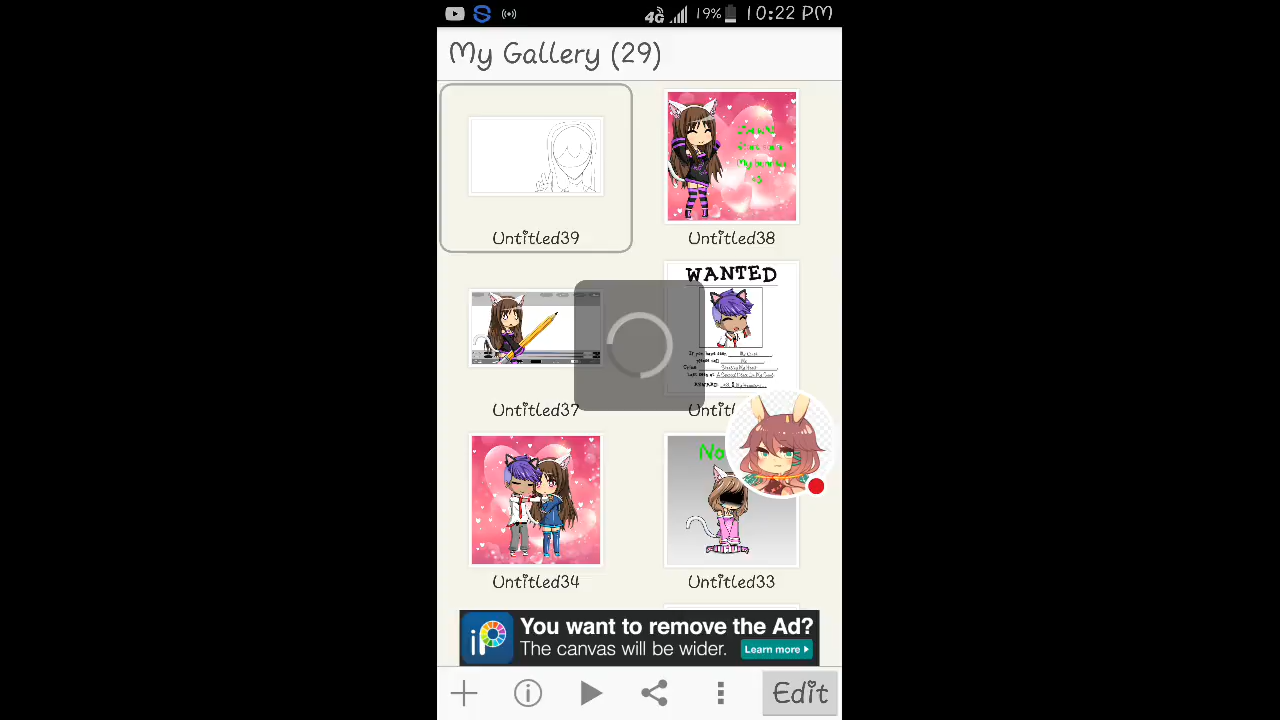 4G 19% 10:22 PM
My Gallery (29)
Untitled39
Untitled38
WANTED
Untitled37
No
Untitled34
Untitled33
iP
You want to remove the Ad?
The canvas will be wider.
Learn more
Edit